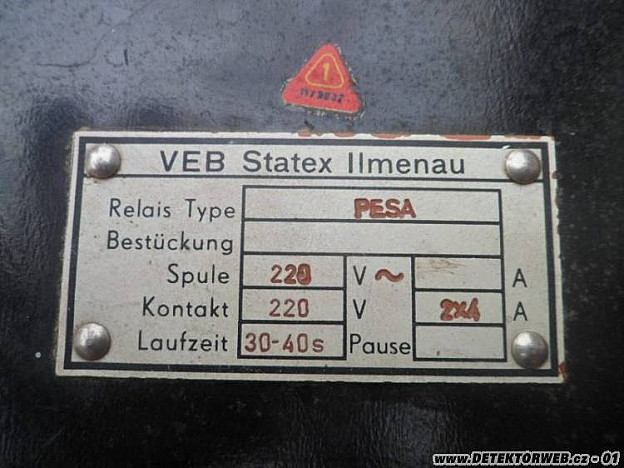 1
VEB Statex Ilmenau
Relais Type PESA
Bestückung
Spule 220 V ~ A
Kontakt 220 V 2x4 A
Laufzeit 30-40s Pause
www.DETEKTORWEB.cz - 01